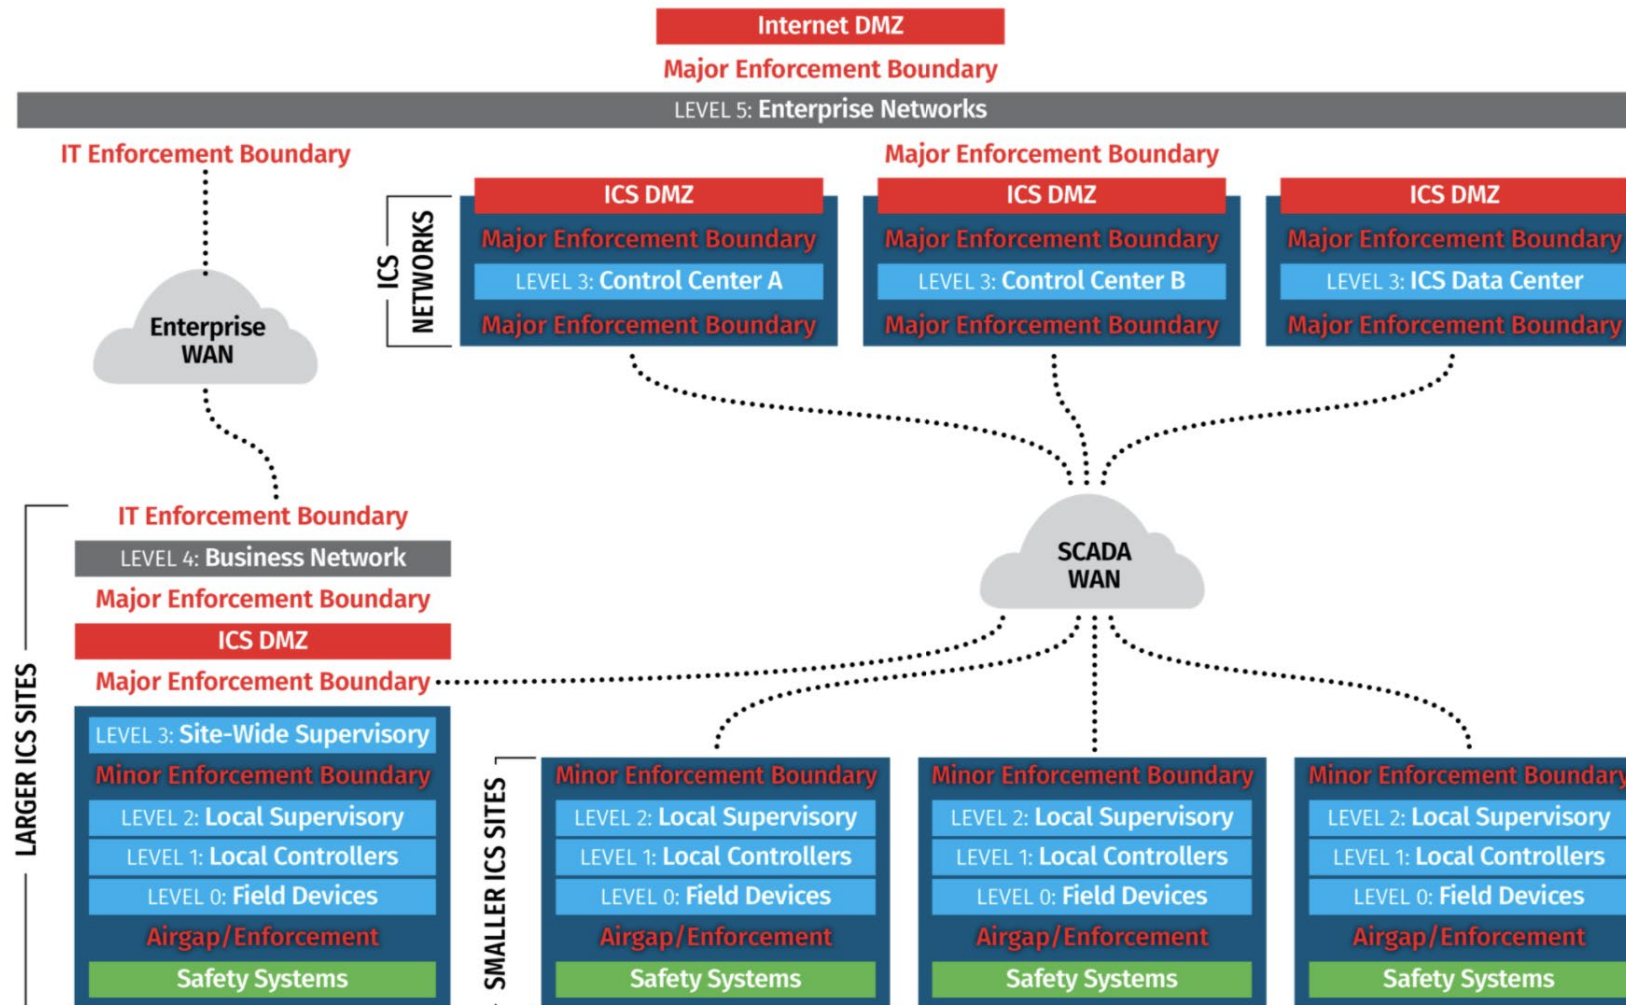 Internet DMZ
Major Enforcement Boundary
LEVEL 5: Enterprise Networks
IT Enforcement Boundary
Major Enforcement Boundary
Enterprise
WAN
ICS
NETWORKS
ICS DMZ
Major Enforcement Boundary
LEVEL 3: Control Center A
Major Enforcement Boundary
ICS DMZ
Major Enforcement Boundary
LEVEL 3: Control Center B
Major Enforcement Boundary
ICS DMZ
Major Enforcement Boundary
LEVEL 3: ICS Data Center
Major Enforcement Boundary
SCADA
WAN
LARGER ICS SITES
IT Enforcement Boundary
LEVEL 4: Business Network
Major Enforcement Boundary
ICS DMZ
Major Enforcement Boundary
LEVEL 3: Site-Wide Supervisory
Minor Enforcement Boundary
LEVEL 2: Local Supervisory
LEVEL 1: Local Controllers
LEVEL 0: Field Devices
Airgap/Enforcement
Safety Systems
SMALLER ICS SITES
Minor Enforcement Boundary
LEVEL 2: Local Supervisory
LEVEL 1: Local Controllers
LEVEL 0: Field Devices
Airgap/Enforcement
Safety Systems
Minor Enforcement Boundary
LEVEL 2: Local Supervisory
LEVEL 1: Local Controllers
LEVEL 0: Field Devices
Airgap/Enforcement
Safety Systems
Minor Enforcement Boundary
LEVEL 2: Local Supervisory
LEVEL 1: Local Controllers
LEVEL 0: Field Devices
Airgap/Enforcement
Safety Systems